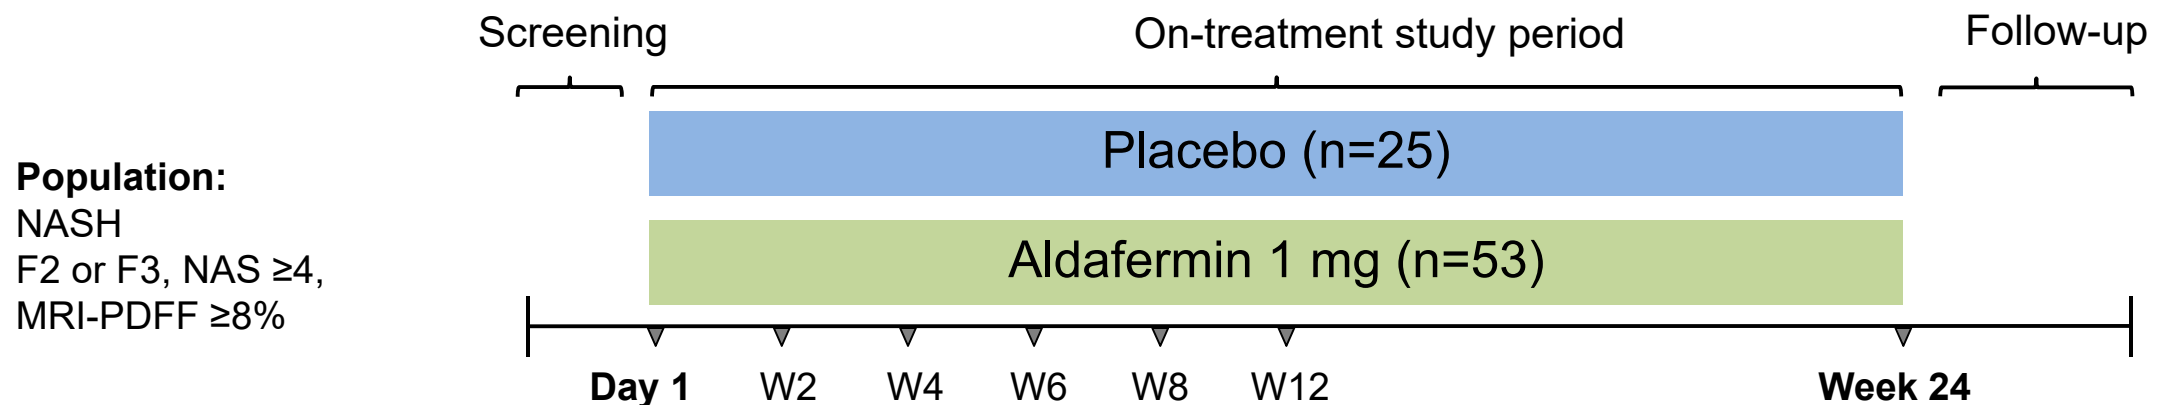 Screening
On-treatment study period
Follow-up
Placebo (n=25)
Aldafermin 1 mg (n=53)
Population:
NASH
F2 or F3, NAS ≥4,
MRI-PDFF ≥8%
Day 1
W2
W4
W6
W8
W12
Week 24